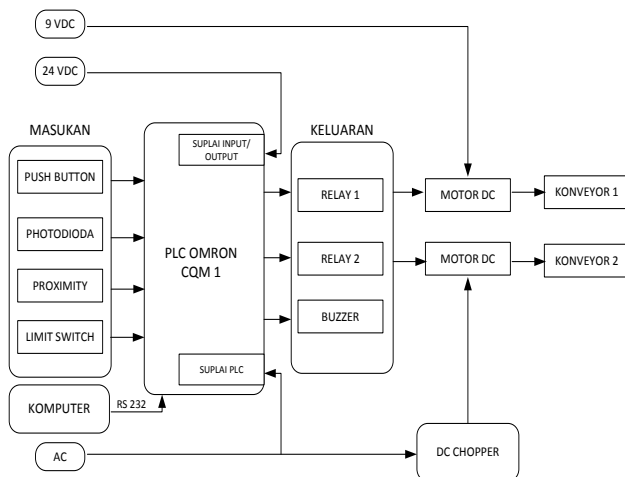 9 VDC
24 VDC
MASUKAN
KELUARAN
SUPLAI INPUT/
OUTPUT
PUSH BUTTON
RELAY 1
MOTOR DC
KONVEYOR 1
PHOTODIODA
PLC OMRON
CQM 1
RELAY 2
MOTOR DC
KONVEYOR 2
PROXIMITY
BUZZER
LIMIT SWITCH
SUPLAI PLC
KOMPUTER
RS 232
AC
DC CHOPPER